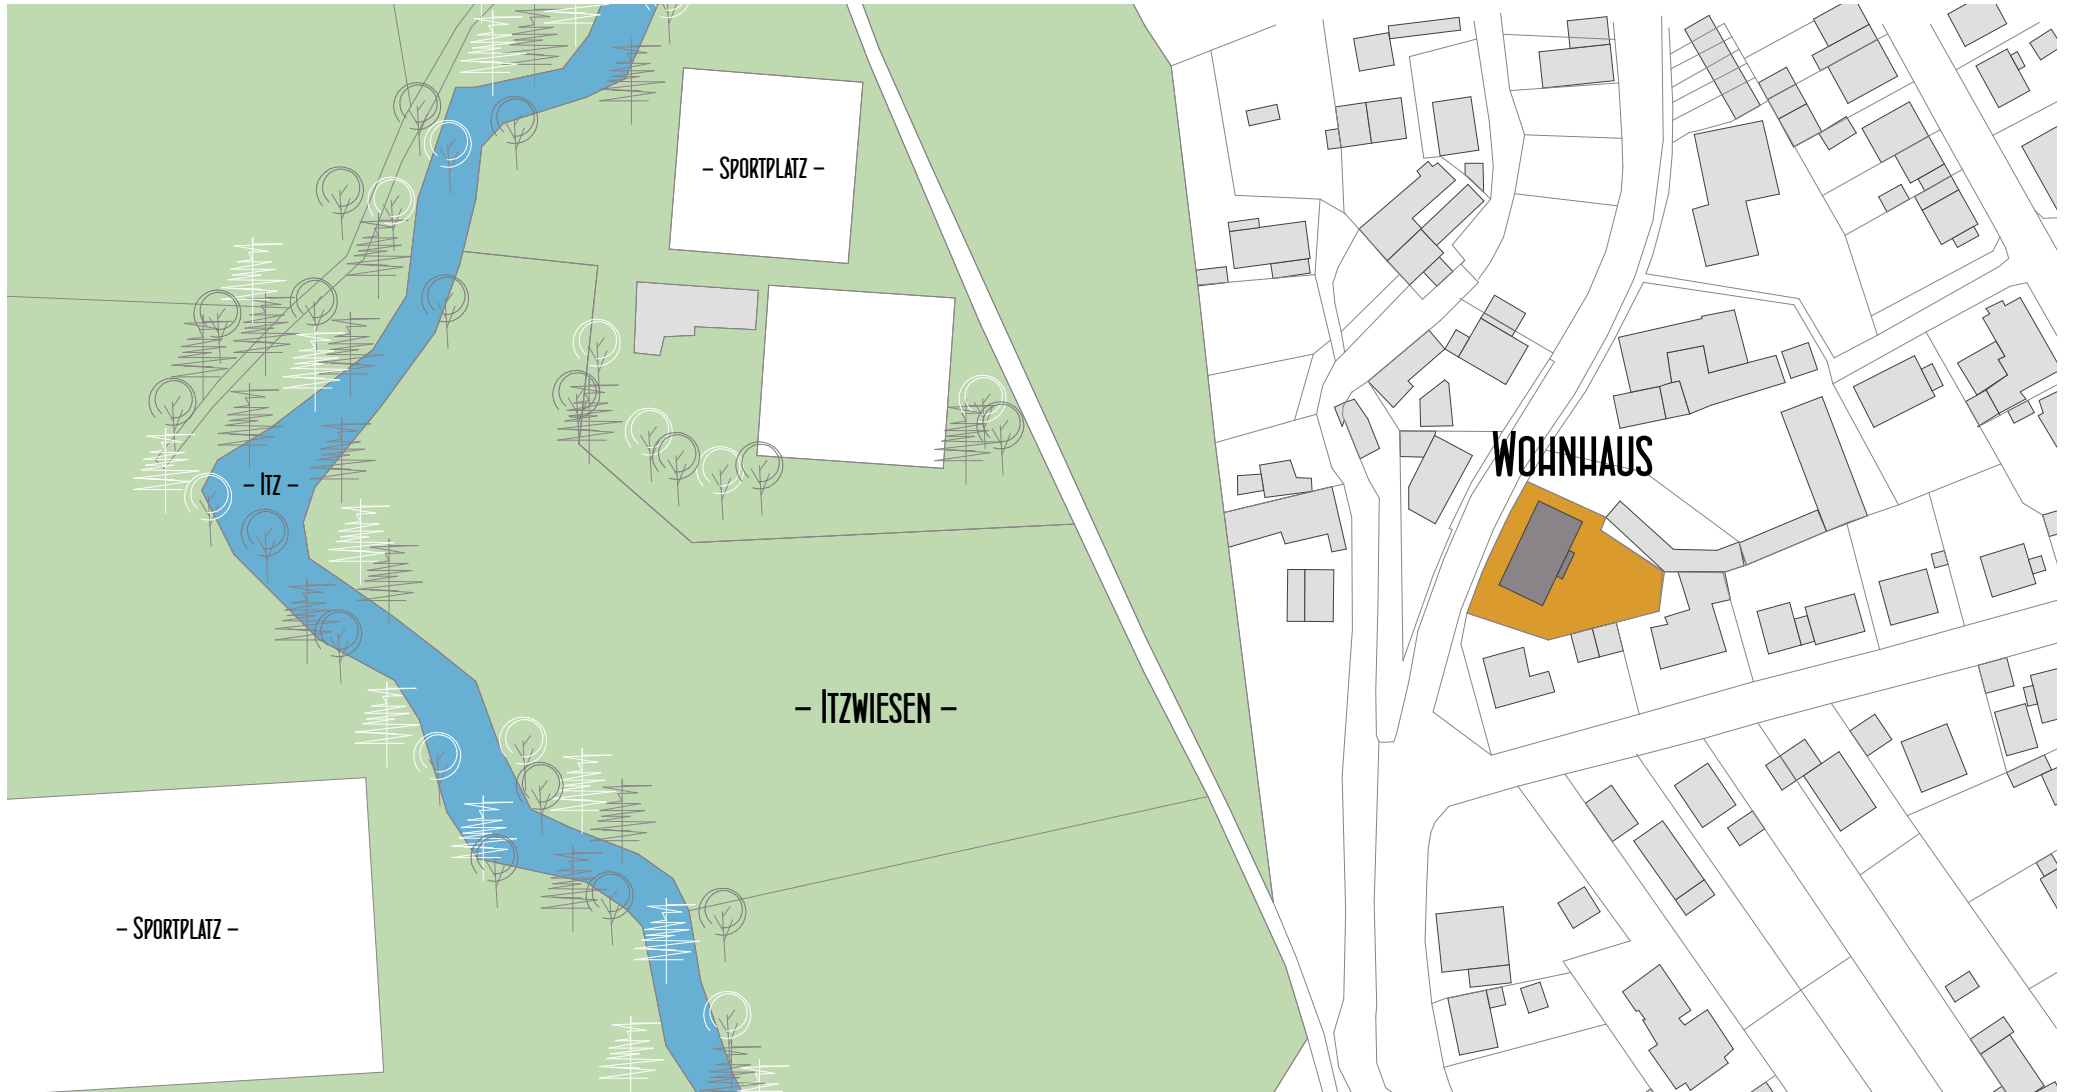 – Sportplatz –
Wohnhaus
– Itz –
– Itzwiesen –
– Sportplatz –